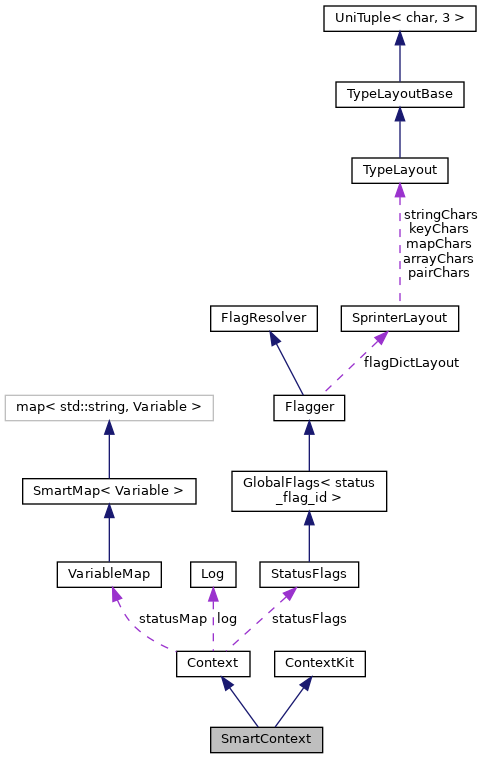 UniTuple< char, 3 >
TypeLayoutBase
TypeLayout
stringChars
keyChars
mapChars
arrayChars
pairChars
FlagResolver
SprinterLayout
flagDictLayout
map< std::string, Variable >
Flagger
SmartMap< Variable >
GlobalFlags< status
_flag_id >
VariableMap
Log
StatusFlags
statusMap
log
statusFlags
Context
ContextKit
SmartContext